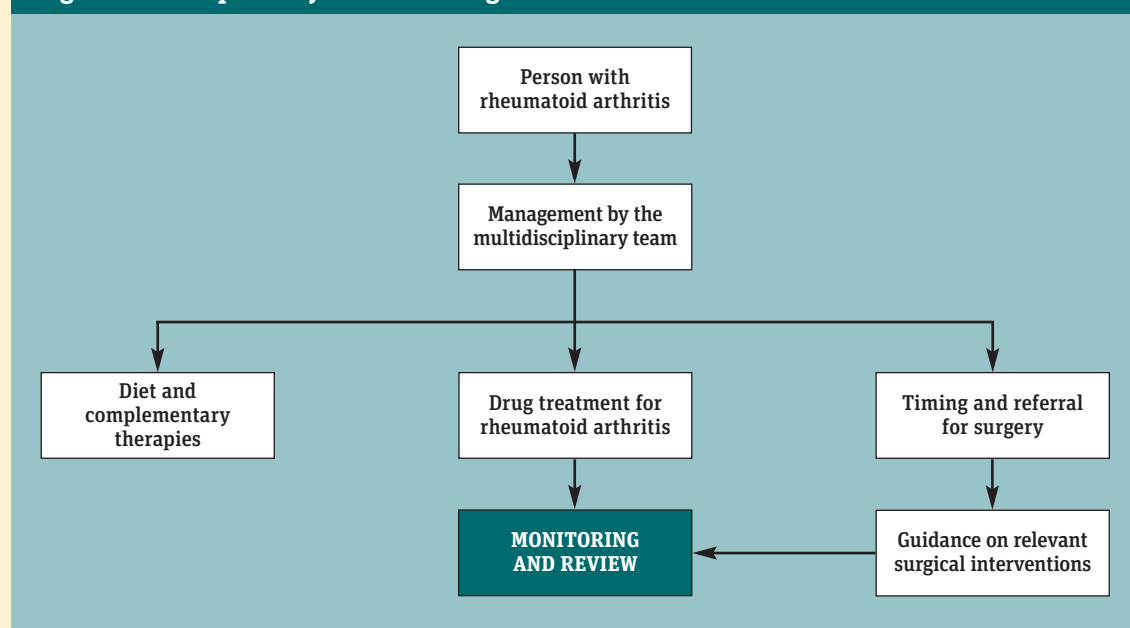 Person with
rheumatoid arthritis
Management by the
multidisciplinary team
Diet and
complementary
therapies
Drug treatment for
rheumatoid arthritis
Timing and referral
for surgery
MONITORING
AND REVIEW
Guidance on relevant
surgical interventions